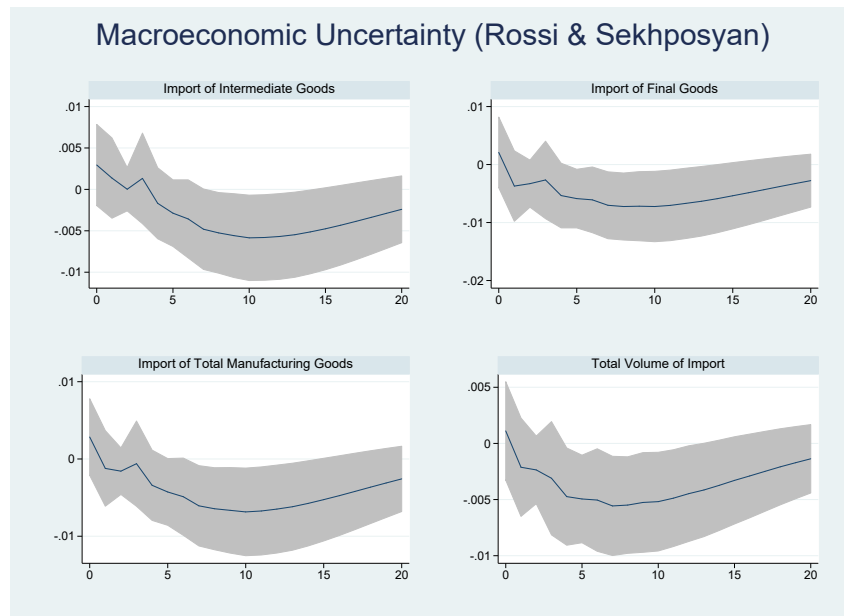 Macroeconomic Uncertainty (Rossi & Sekhposyan)
Import of Intermediate Goods
.01
.005
0
-.005
-.01
0 5 10 15 20
Import of Final Goods
.01
0
-.01
-.02
0 5 10 15 20
Import of Total Manufacturing Goods
.01
0
-.01
0 5 10 15 20
Total Volume of Import
.005
0
-.005
-.01
0 5 10 15 20